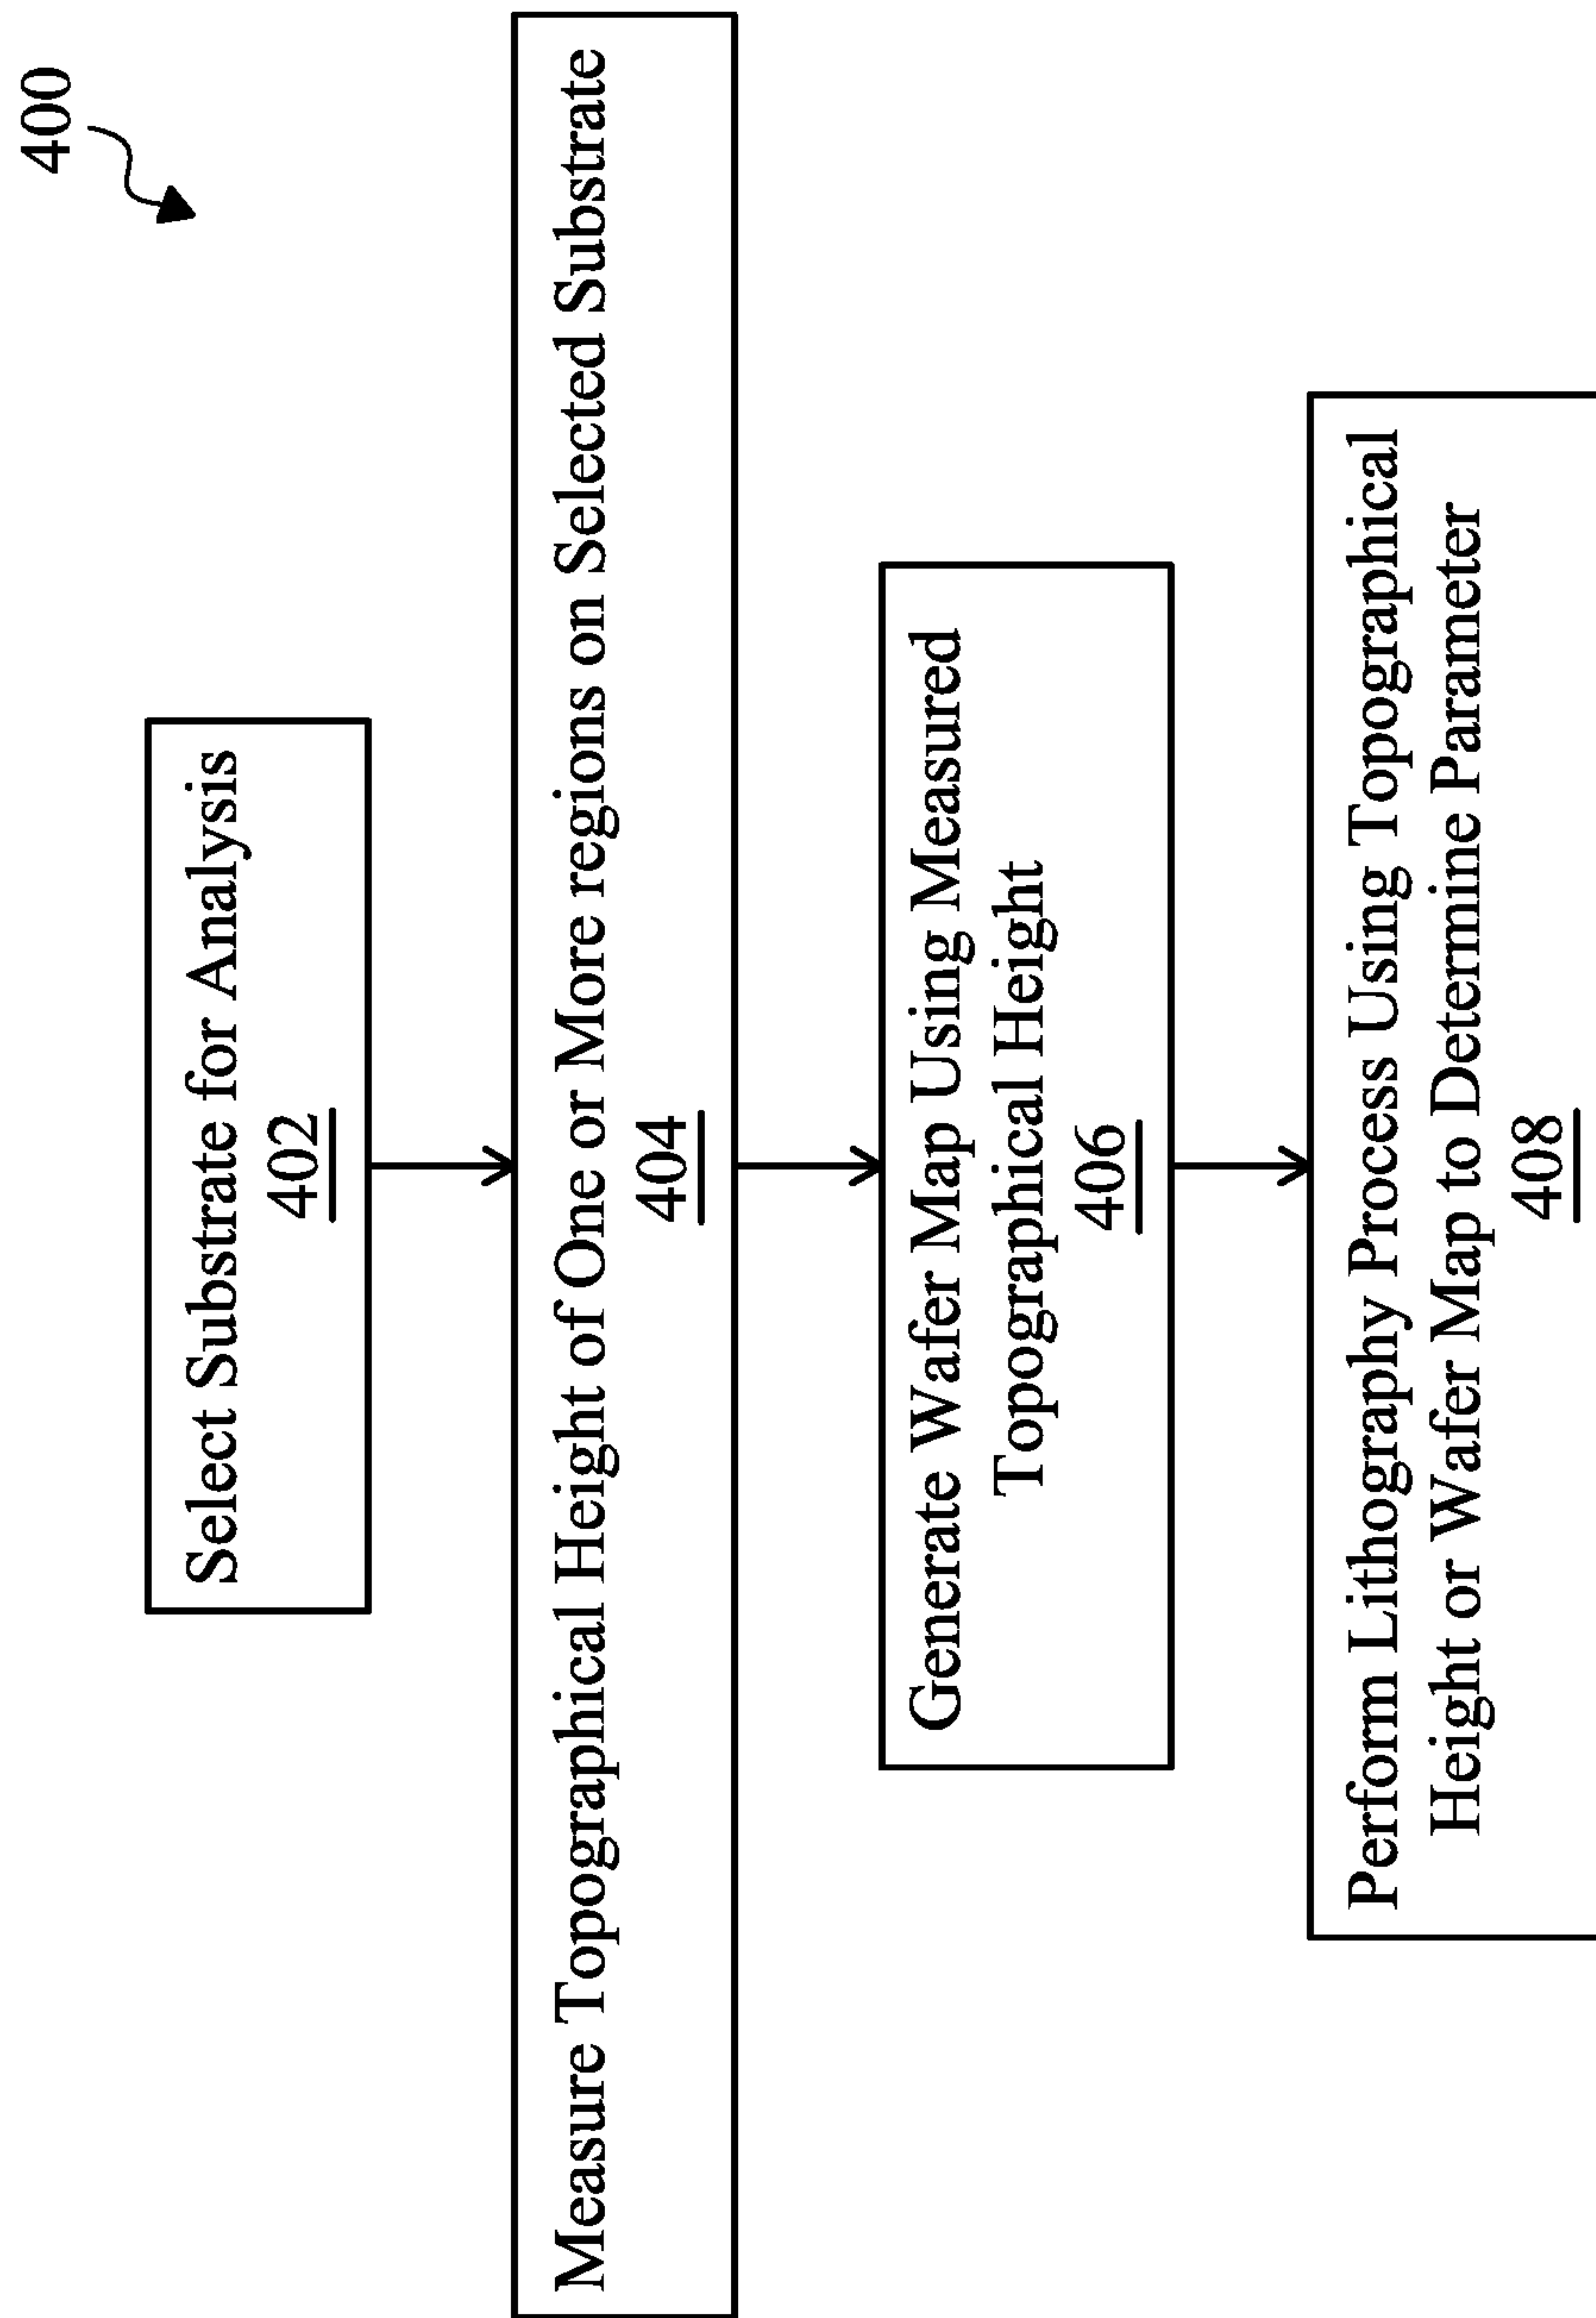 400
Select Substrate for Analysis
402
Measure Topographical Height of One or More regions on Selected Substrate
404
Generate Wafer Map Using Measured
Topographical Height
406
Perform Lithography Process Using Topographical
Height or Wafer Map to Determine Parameter
408